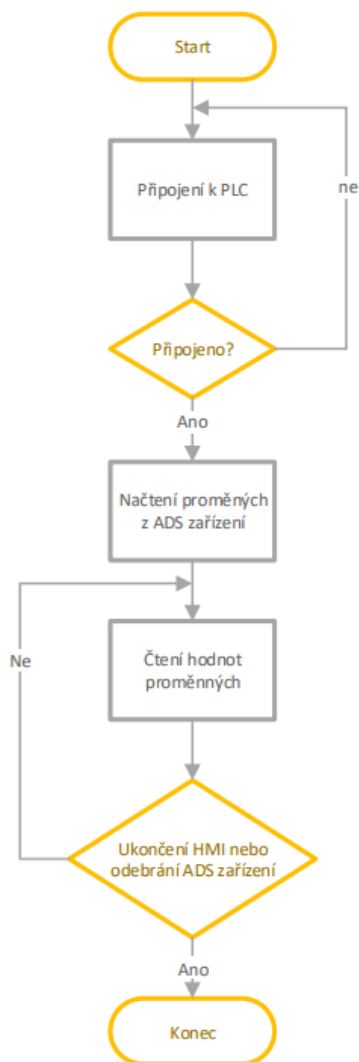 Start
Připojení k PLC
ne
Připojeno?
Ano
Načtení proměných
z ADS zařízení
Ne
Čtení hodnot
proměnných
Ukončení HMI nebo
odebrání ADS zařízení
Ano
Konec